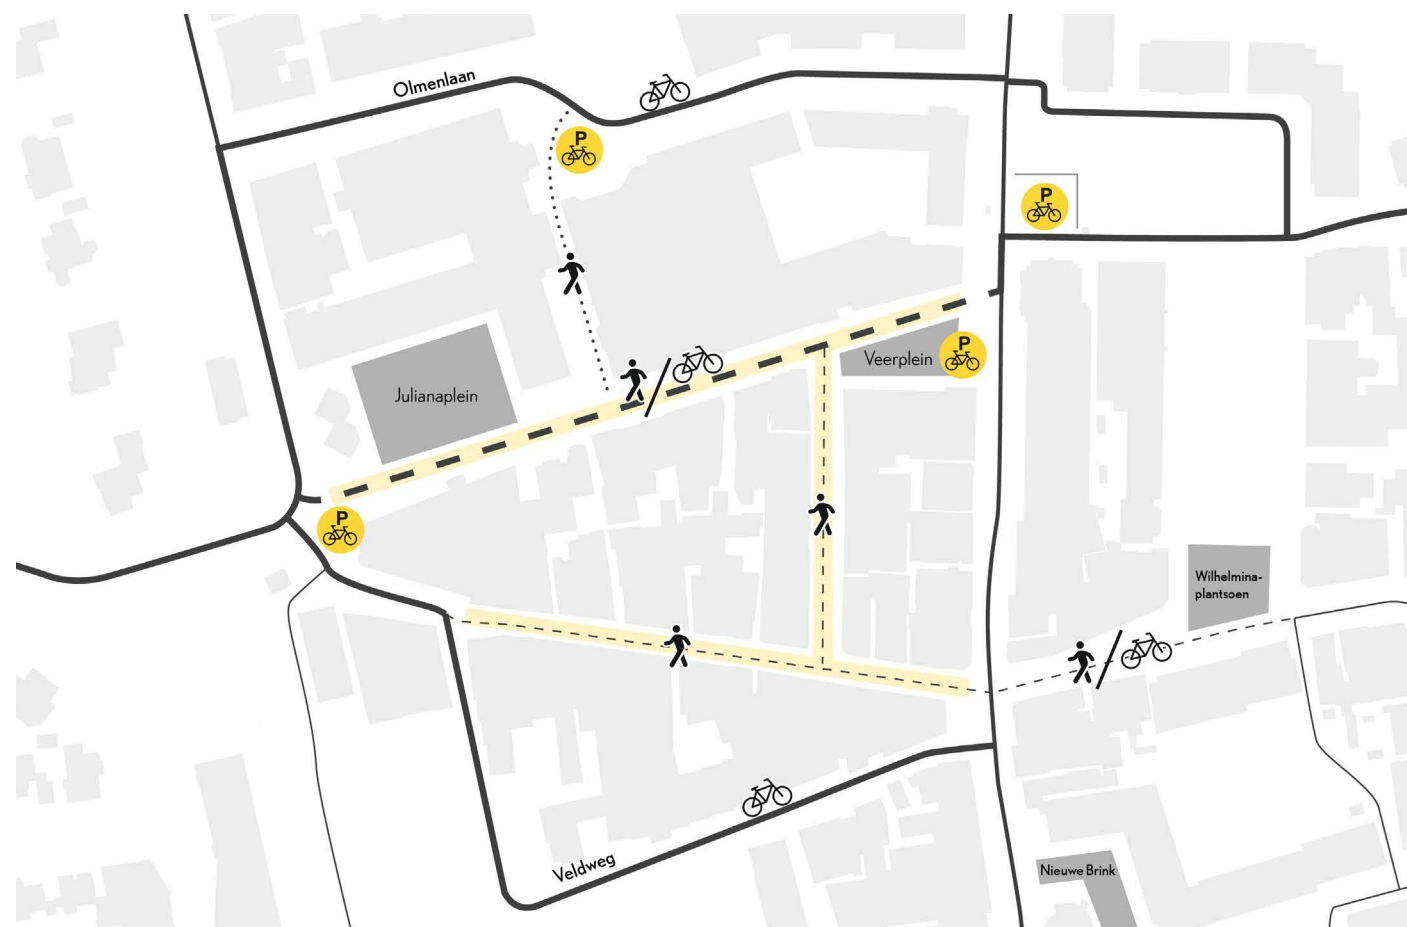 Olmenlaan
P
P
Veerplein
P
Julianaplein
P
Wilhelmina-
plantsoen
Veldweg
Nieuwe Brink